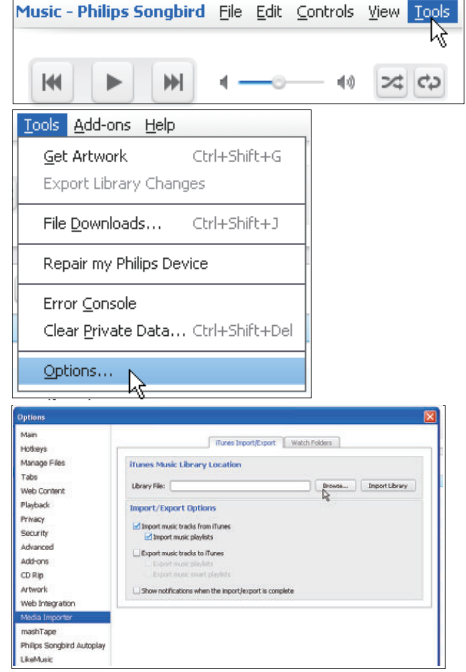 Music - Philips Songbird File Edit Controls View Tools
Tools Add-ons Help
Get Artwork Ctrl+Shift+G
Export Library Changes
File Downloads... Ctrl+Shift+J
Repair my Philips Device
Error Console
Clear Private Data... Ctrl+Shift+Del
Options...
Options
Main
Hotkeys
Manage Files
Tabs
Web Content
Playback
Privacy
Security
Advanced
Add-ons
CD Rip
Artwork
Web Integration
Media Importer
mashTape
Philips Songbird Autoplay
LikeMusic
iTunes Import/Export Watch Folders
iTunes Music Library Location
Library File: Browse... Import Library
Import/Export Options
Import music tracks from iTunes
Import music playlists
Export music tracks to iTunes
Export music playlists
Export music smart playlists
Show notifications when the import/export is complete